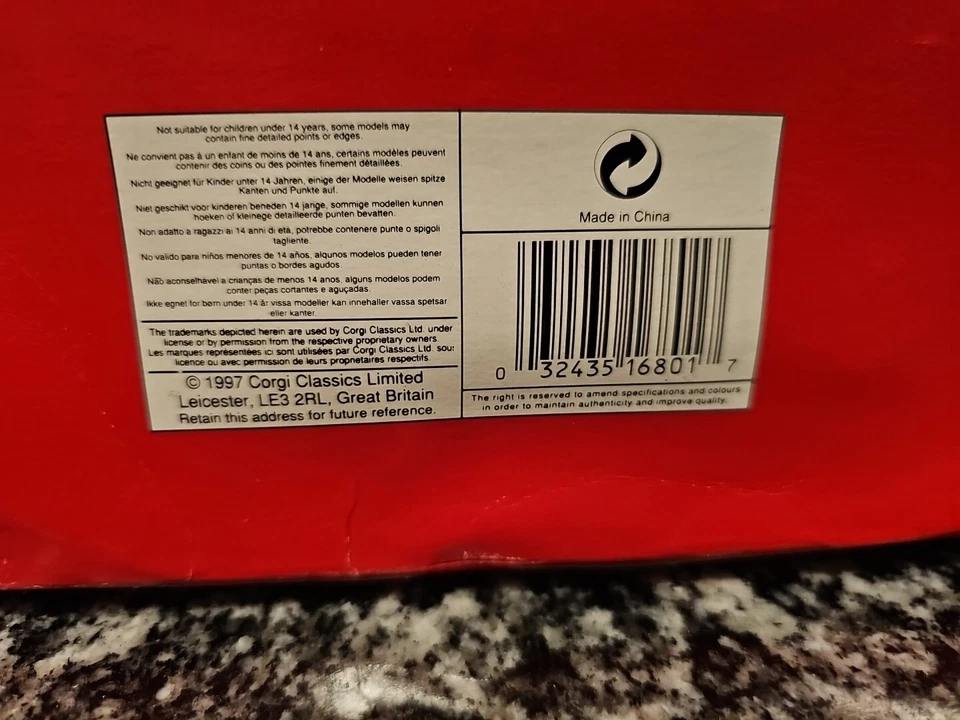 Not suitable for children under 14 years, some models may
contain fine detailed points or edges.
Ne convient pas à un enfant de moins de 14 ans, certains modèles peuvent
contenir des coins ou des pointes finement détaillées.
Nicht geeignet für Kinder unter 14 Jahren, einige der Modelle weisen spitze
Kanten und Punkte auf.
Niet geschikt voor kinderen beneden 14 jarige, sommige modellen kunnen
hoeken of kleinege detailleerde punten bevatten.
Non adatto a ragazzi ai 14 anni di età, potrebbe contenere punte o spigoli
tagliente.
No valido para niños menores de 14 años, algunos modelos pueden tener
puntas o bordes agudos.
Não aconselhavel a crianças de menos 14 anos, alguns modelos podem
conter peças cortantes e aguçadas.
Ikke egnet for børn under 14 år vissa modeller kan innehaller vassa spetsar
eller kanter.
The trademarks depicted herein are used by Corgi Classics Ltd. under
license or by permission from the respective proprietary owners.
Les marques représentées ici sont utilisées par Corgi Classics Ltd. sous
licence ou avec permission de leurs propriétaires respectifs.
© 1997 Corgi Classics Limited
Leicester, LE3 2RL, Great Britain
Retain this address for future reference.
Made in China
0 32435 16801 7
The right is reserved to amend specifications and colours
in order to maintain authenticity and improve quality.